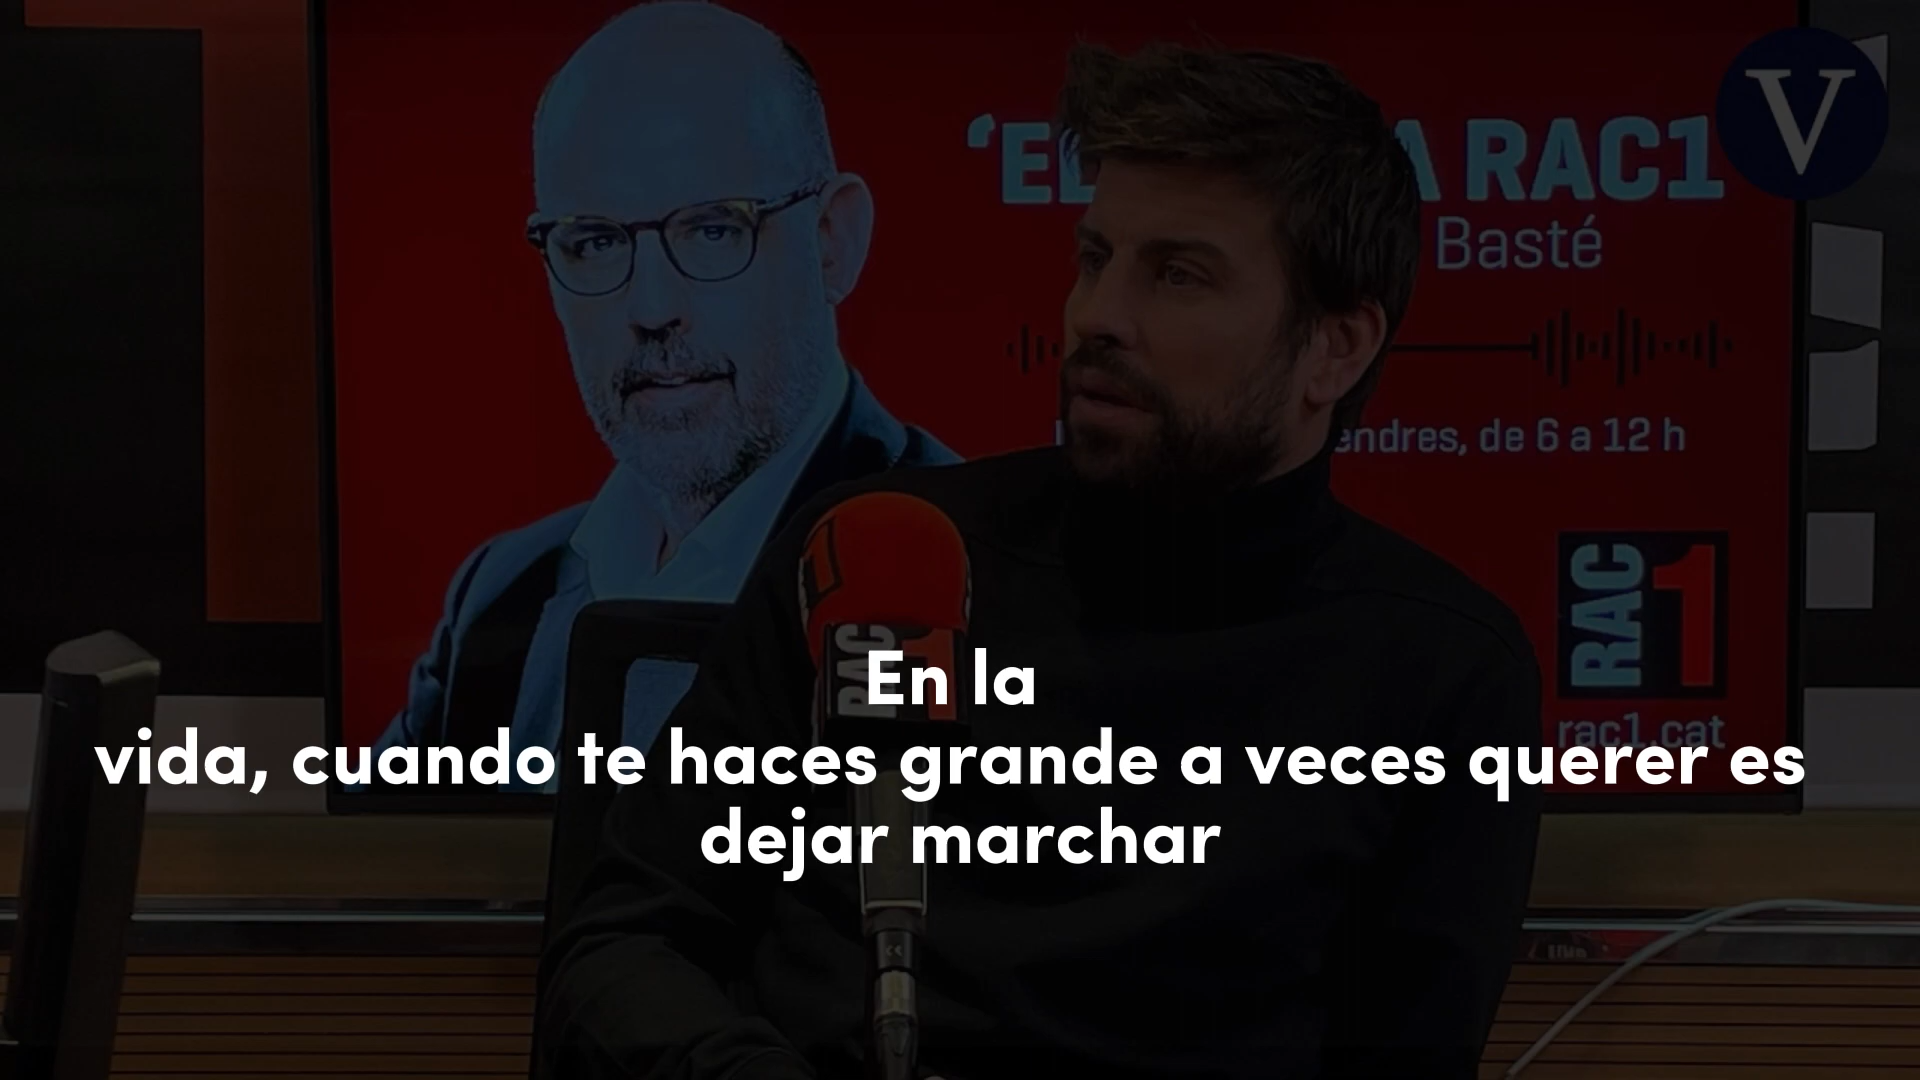 V
‘EL A RAC1
Basté
endres, de 6 a 12 h
RAC
1
rac1.cat
RAC
1
En la
vida, cuando te haces grande a veces querer es
dejar marchar